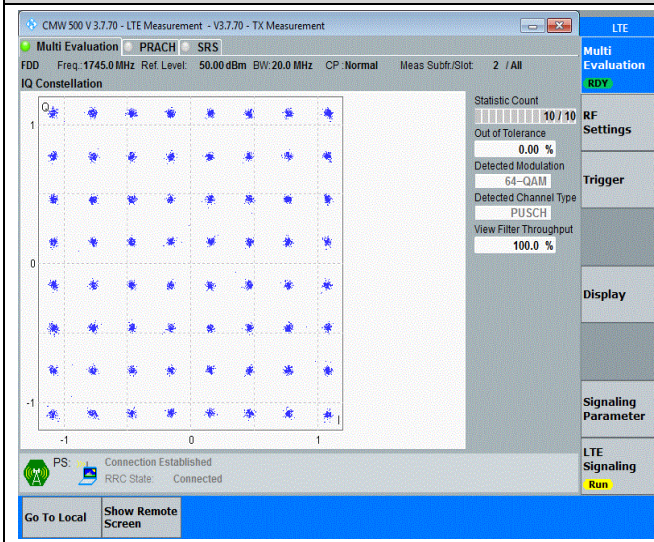 CMW 500 V 3.7.70 - LTE Measurement - V3.7.70 - TX Measurement
LTE
Multi Evaluation PRACH SRS
Multi
Evaluation
RDY
FDD Freq.:1745.0 MHz Ref. Level: 50.00 dBm BW:20.0 MHz CP :Normal Meas Subfr./Slot: 2 / All
IQ Constellation
Q
1
0
-1
-1 0 1
I
Statistic Count
10 / 10
Out of Tolerance
0.00 %
Detected Modulation
64-QAM
Detected Channel Type
PUSCH
View Filter Throughput
100.0 %
RF
Settings
Trigger
Display
Signaling
Parameter
LTE
Signaling
Run
PS: Connection Established
RRC State: Connected
Go To Local
Show Remote
Screen